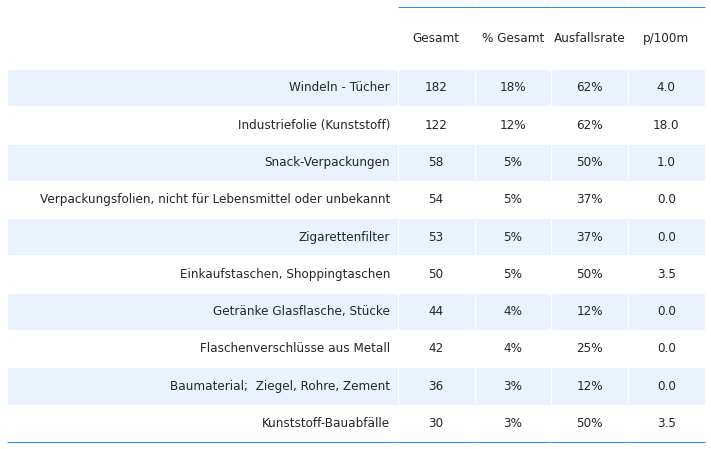 Gesamt % Gesamt Ausfallsrate p/100m
Windeln - Tücher 182 18% 62% 4.0
Industriefolie (Kunststoff) 122 12% 62% 18.0
Snack-Verpackungen 58 5% 50% 1.0
Verpackungsfolien, nicht für Lebensmittel oder unbekannt 54 5% 37% 0.0
Zigarettenfilter 53 5% 37% 0.0
Einkaufstaschen, Shoppingtaschen 50 5% 50% 3.5
Getränke Glasflasche, Stücke 44 4% 12% 0.0
Flaschenverschlüsse aus Metall 42 4% 25% 0.0
Baumaterial;  Ziegel, Rohre, Zement 36 3% 12% 0.0
Kunststoff-Bauabfälle 30 3% 50% 3.5